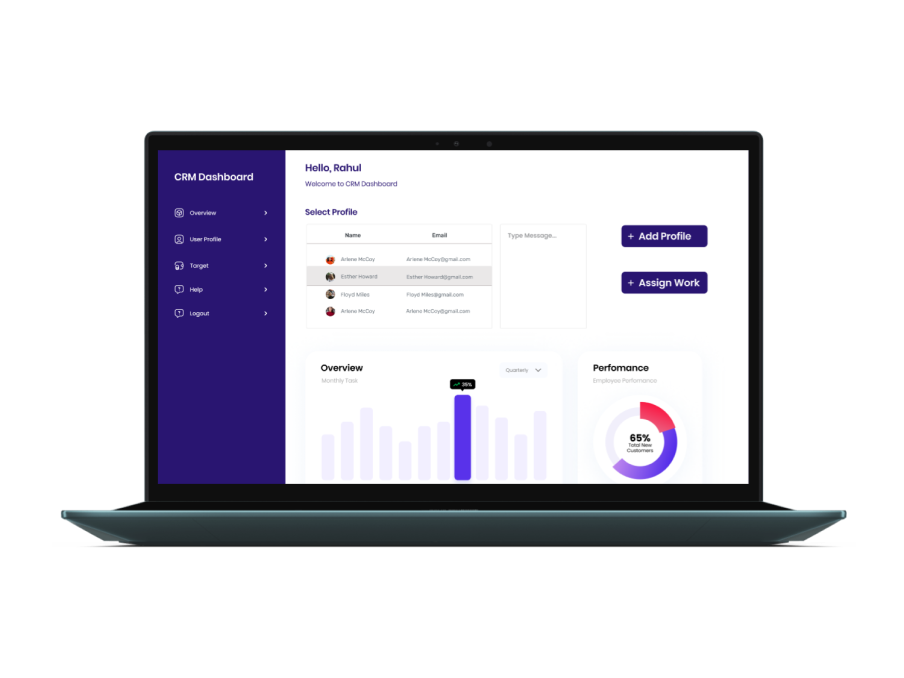 CRM Dashboard
Overview
User Profile
Target
Help
Logout
Hello, Rahul
Welcome to CRM Dashboard
Select Profile
Name Email
Arlene McCoy Arlene McCoy@gmail.com
Esther Howard Esther Howard@gmail.com
Floyd Miles Floyd Miles@gmail.com
Arlene McCoy Arlene McCoy@gmail.com
Type Message...
+ Add Profile
+ Assign Work
Overview
Monthly Task
Quarterly
39%
Perfomance
Employee Perfomance
65%
Total New
Customers